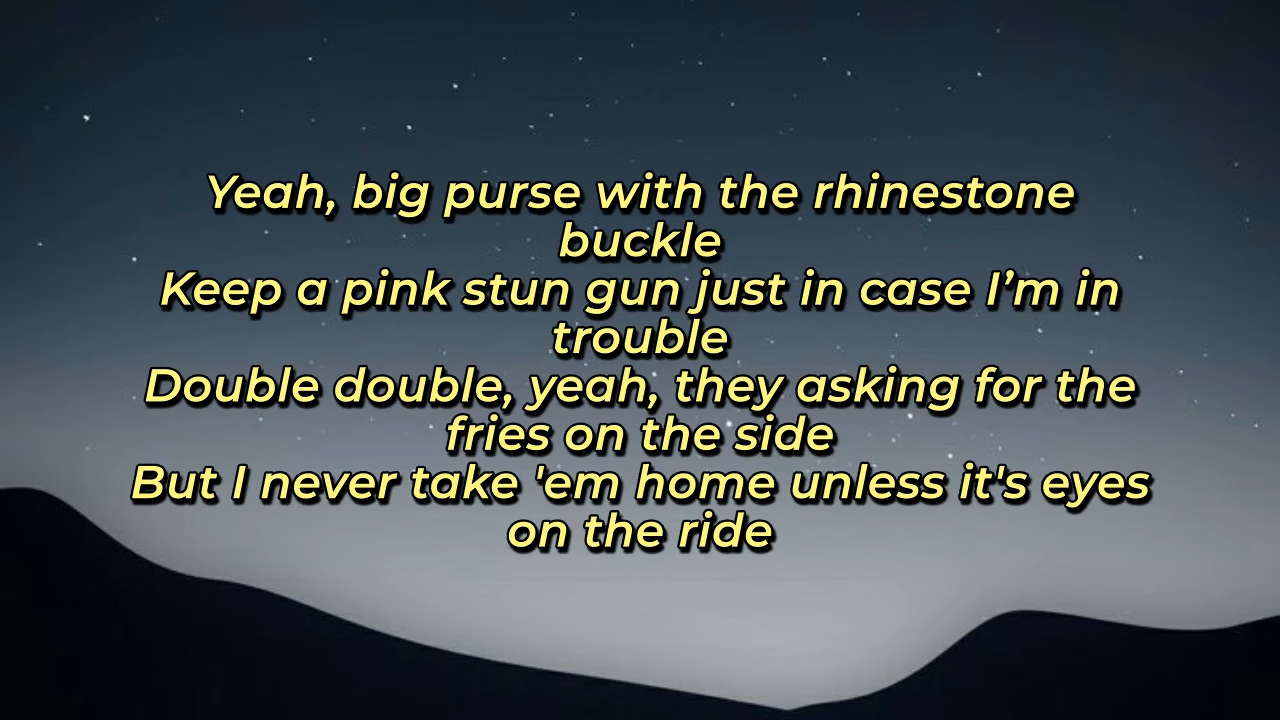 Yeah, big purse with the rhinestone
buckle
Keep a pink stun gun just in case I’m in
trouble
Double double, yeah, they asking for the
fries on the side
But I never take 'em home unless it's eyes
on the ride